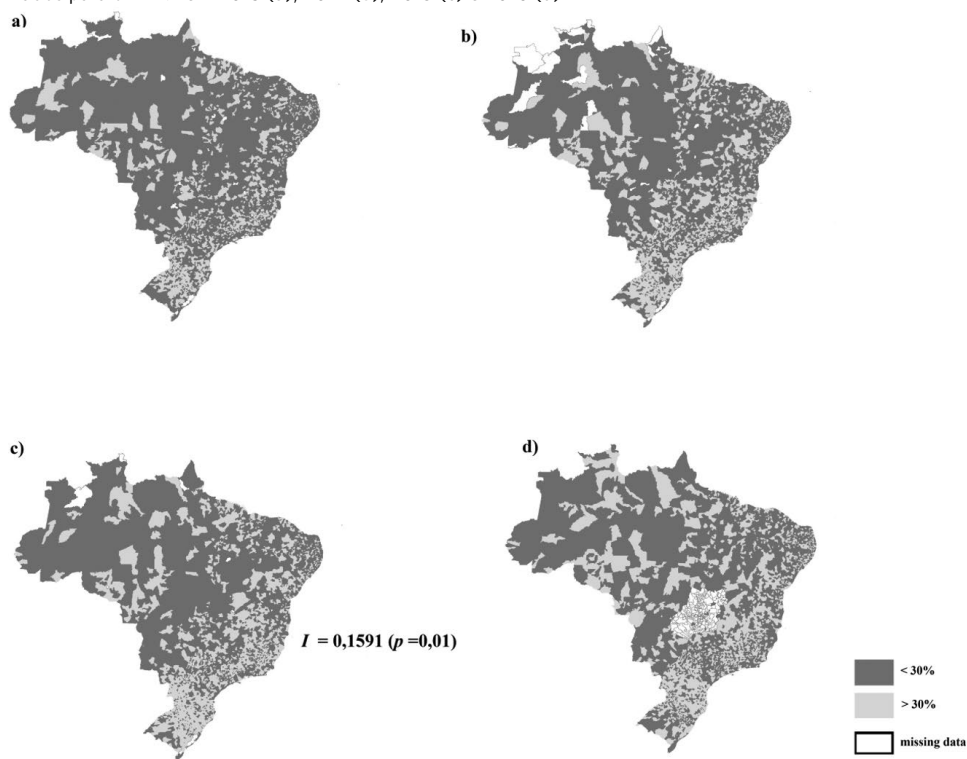 a)
b)
c)
d)
I = 0,1591 (p =0,01)
< 30%
> 30%
missing data